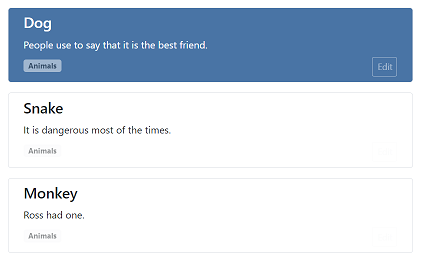 Dog
People use to say that it is the best friend.
Animals
Edit
Snake
It is dangerous most of the times.
Animals
Monkey
Ross had one.
Animals